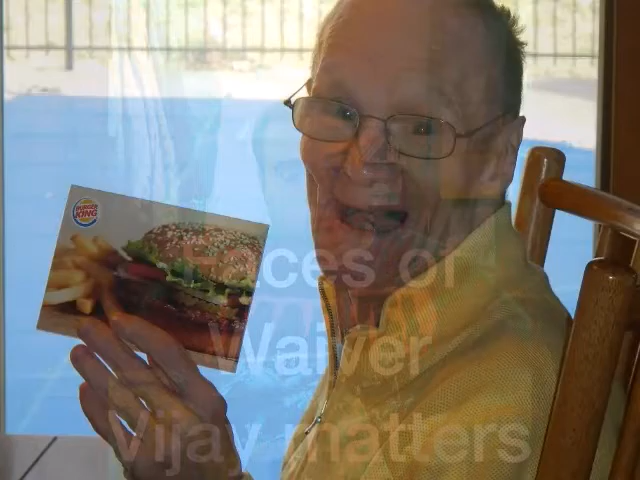 BURGER
KING
Faces of
Waiver
Vijay matters